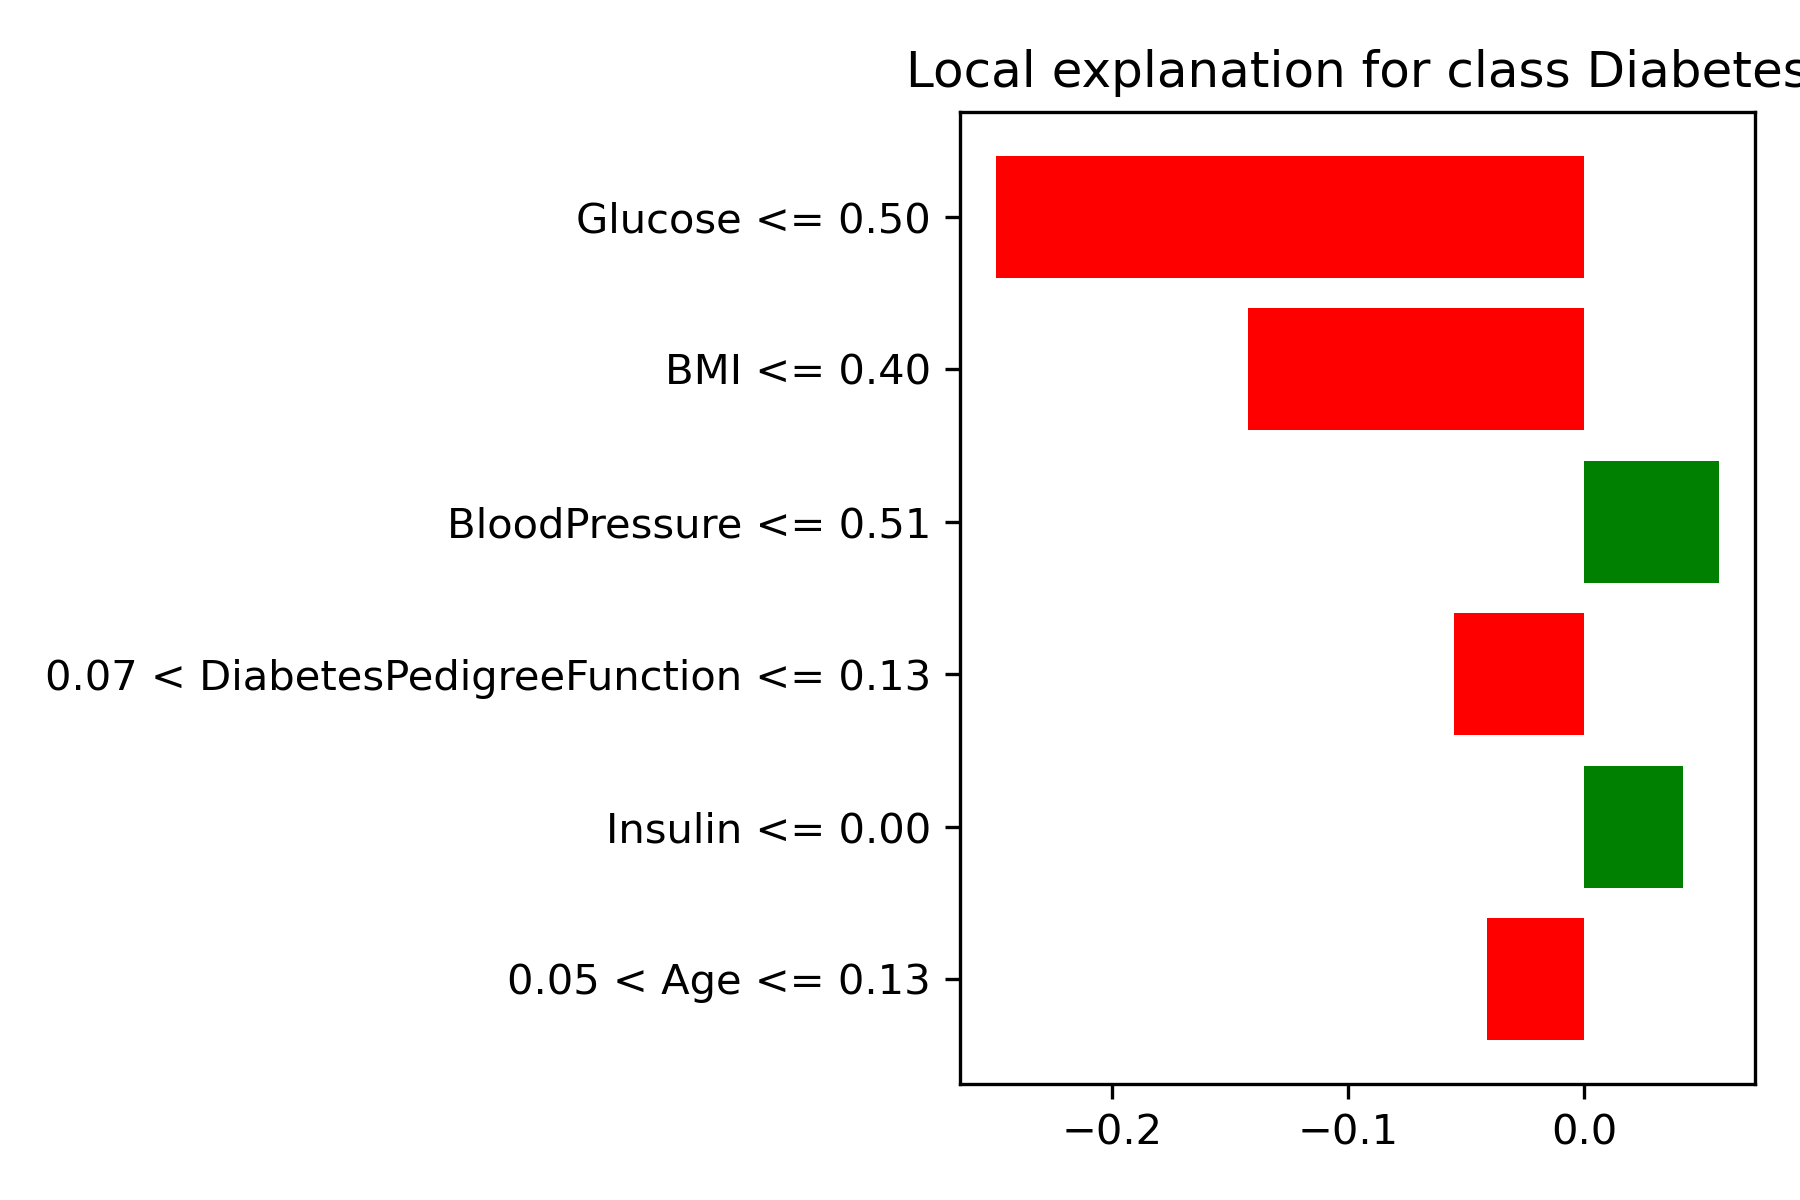 Local explanation for class Diabetes
Glucose <= 0.50
BMI <= 0.40
BloodPressure <= 0.51
0.07 < DiabetesPedigreeFunction <= 0.13
Insulin <= 0.00
0.05 < Age <= 0.13
−0.2 −0.1 0.0